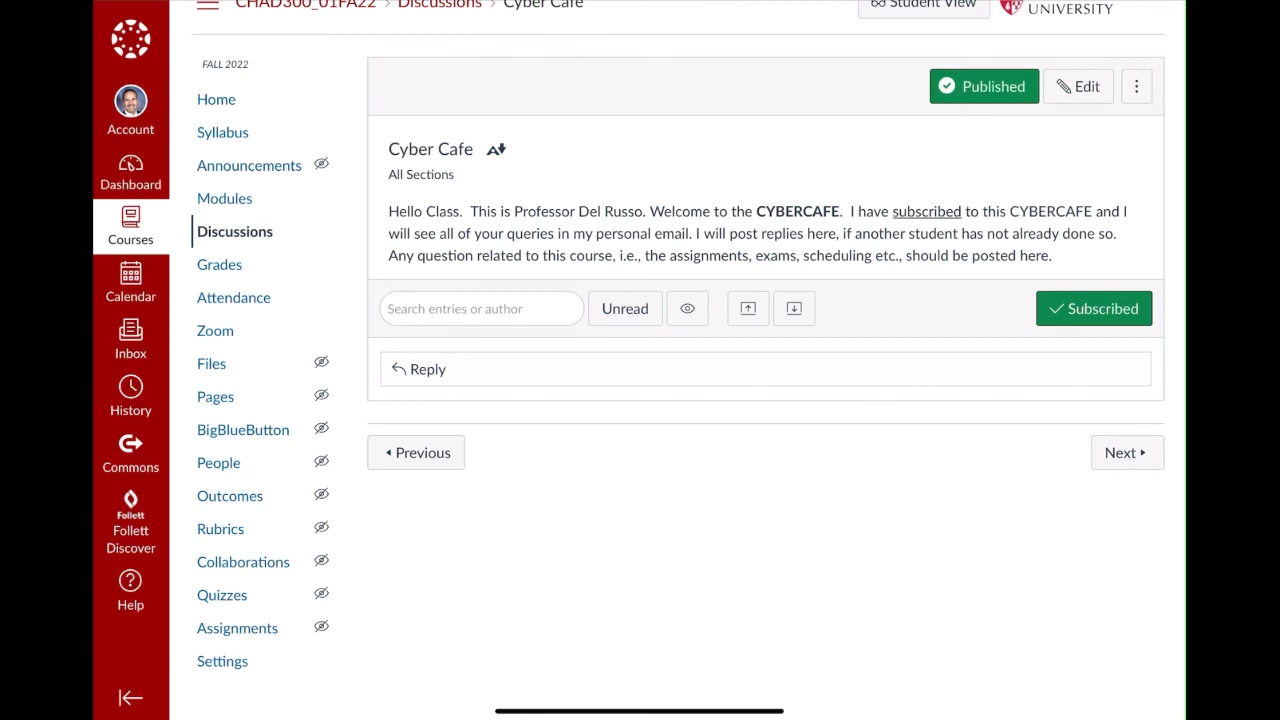 CHAD300_01FA22 › Discussions › Cyber Cafe
Student View
UNIVERSITY
Account
Dashboard
Courses
Calendar
Inbox
History
Commons
Follett
Follett
Discover
Help
FALL 2022
Home
Syllabus
Announcements
Modules
Discussions
Grades
Attendance
Zoom
Files
Pages
BigBlueButton
People
Outcomes
Rubrics
Collaborations
Quizzes
Assignments
Settings
Published
Edit
Cyber Cafe
All Sections
Hello Class.  This is Professor Del Russo. Welcome to the CYBERCAFE.  I have subscribed to this CYBERCAFE and I
will see all of your queries in my personal email. I will post replies here, if another student has not already done so.
Any question related to this course, i.e., the assignments, exams, scheduling etc., should be posted here.
Search entries or author
Unread
Subscribed
Reply
Previous
Next